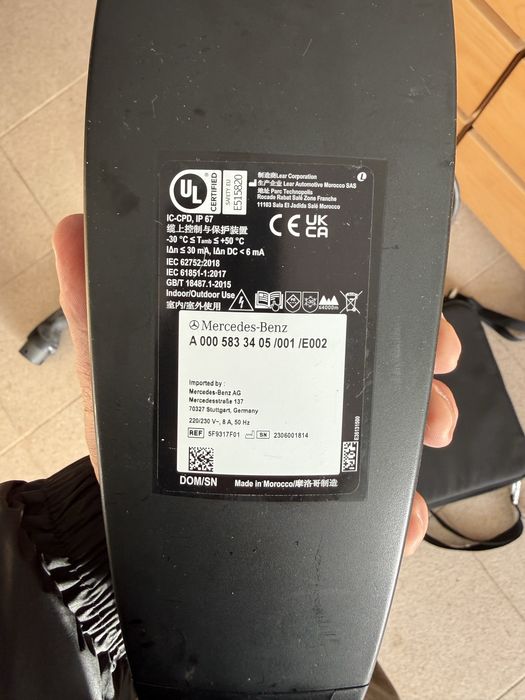 UL
CERTIFIED
SAFETY EU
E515820
制造商Lear Corporation
生产企业 Lear Automotive Morocco SAS
地址 Parc Technopolis
Rocade Rabat Salé Zone Franche
11103 Sala El Jadida Salé Morocco
i
IC-CPD, IP 67
缆上控制与保护装置
-30 °C ≤ Tamb ≤ +50 °C
IΔn ≤ 30 mA, IΔn DC < 6 mA
IEC 62752:2018
IEC 61851-1:2017
GB/T 18487.1-2015
Indoor/Outdoor Use
室内/室外使用
CE UK
CA
≤4000m
Mercedes-Benz
A 000 583 34 05 /001 /E002
Imported by :
Mercedes-Benz AG
Mercedesstraße 137
70327 Stuttgart, Germany
220/230 V~, 8 A, 50 Hz
REF 5F9317F01 SN 2306001814
E2613100
DOM/SN
Made in Morocco/摩洛哥制造